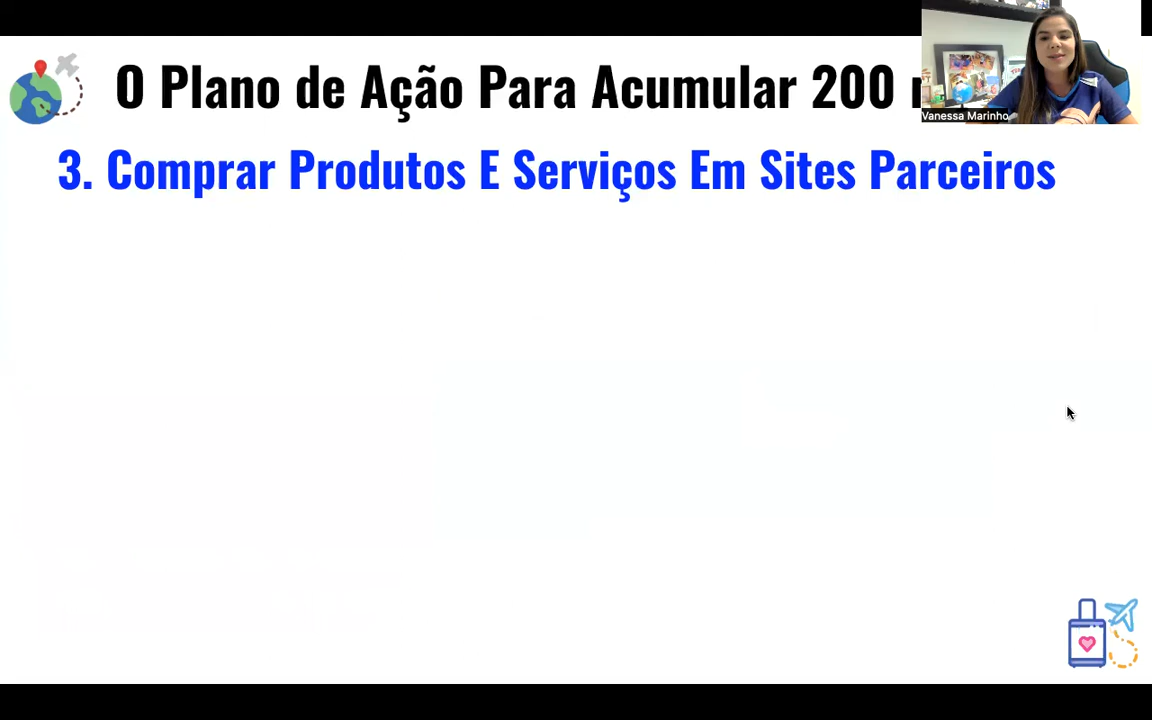 O Plano de Ação Para Acumular 200
Vanessa Marinho
3. Comprar Produtos E Serviços Em Sites Parceiros